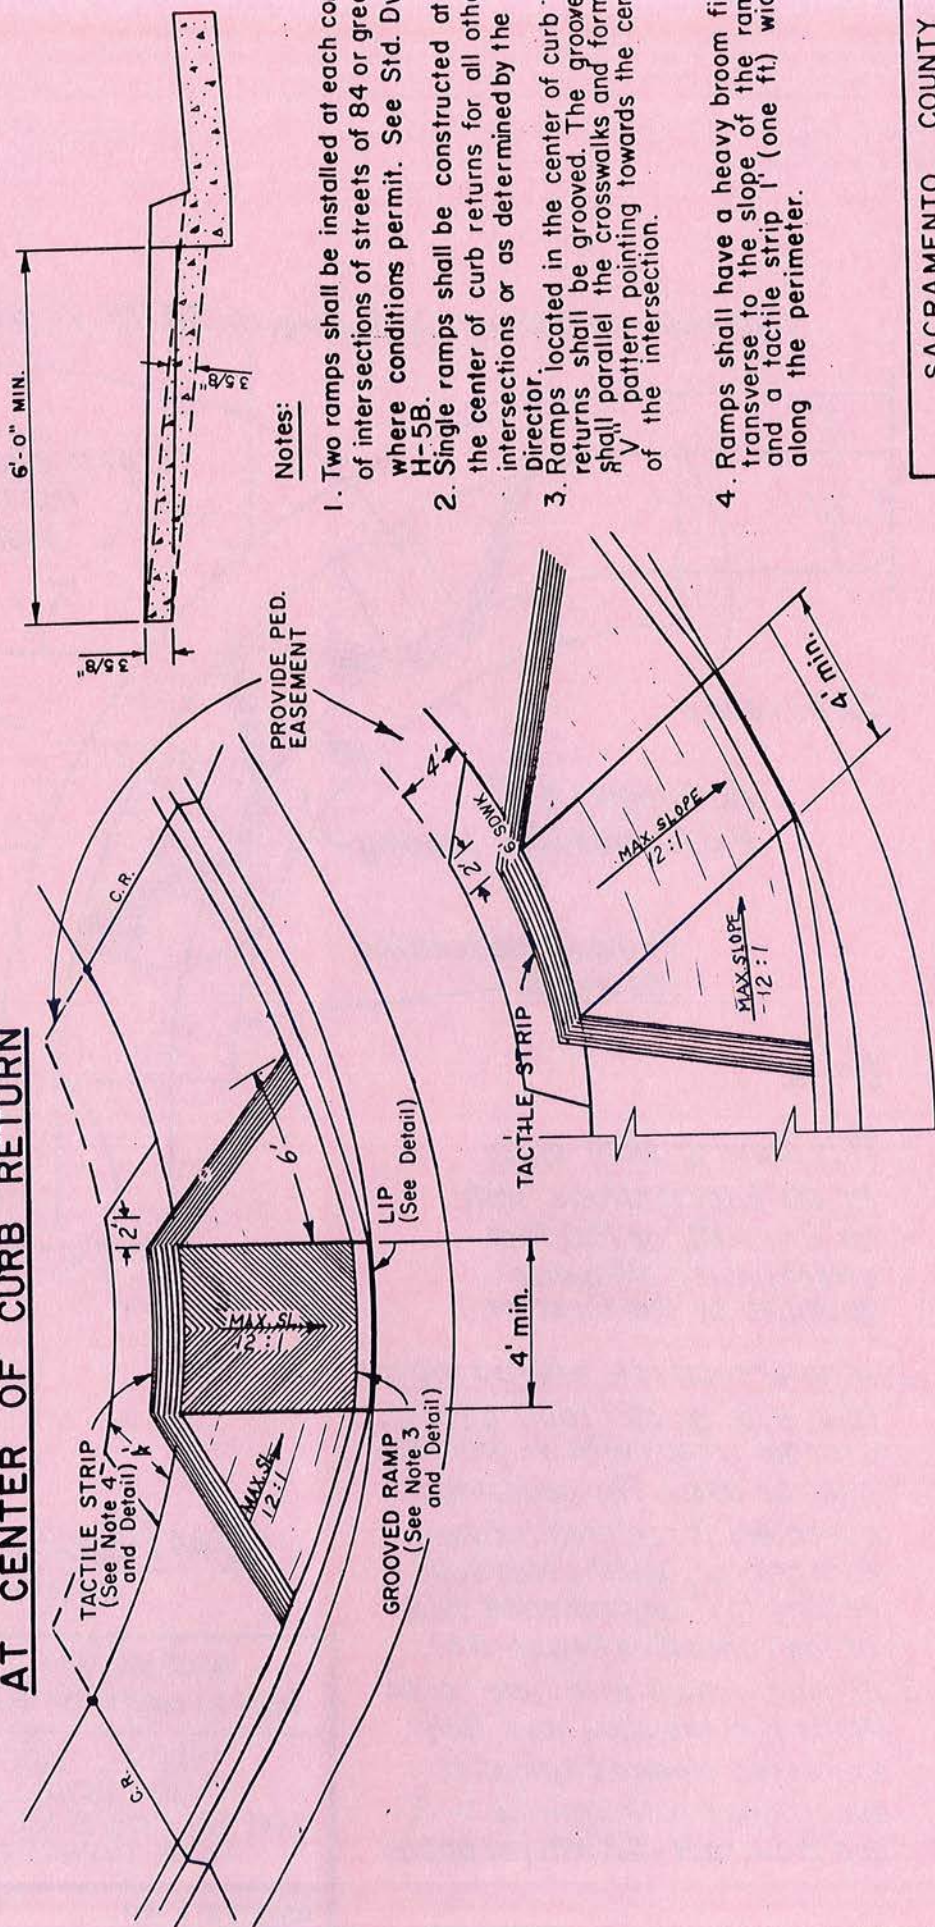 AT CENTER OF CURB RETURN
C.R.
C.R.
PROVIDE PED.
EASEMENT
TACTILE STRIP
(See Note 4
and Detail)
2'
6'
MAX. SL
12:1
MAX. SL
12:1
LIP
(See Detail)
GROOVED RAMP
(See Note 3
and Detail)
4' min.
6'-0" MIN.
3 5/8"
3 5/8"
4'
2'
6' SDWK
TACTILE STRIP
MAX. SLOPE
12:1
MAX. SLOPE
12:1
4' min.
Notes:
1. Two ramps shall be installed at each co
of intersections of streets of 84 or gre
where conditions permit. See Std. Dw
H-5B.
2. Single ramps shall be constructed at
the center of curb returns for all othe
intersections or as determined by the
Director.
3. Ramps located in the center of curb
returns shall be grooved. The groove
shall parallel the crosswalks and form
"V" pattern pointing towards the cen
of the intersection.
4. Ramps shall have a heavy broom fi
transverse to the slope of the ram
and a tactile strip 1' (one ft.) wid
along the perimeter.
SACRAMENTO COUNTY